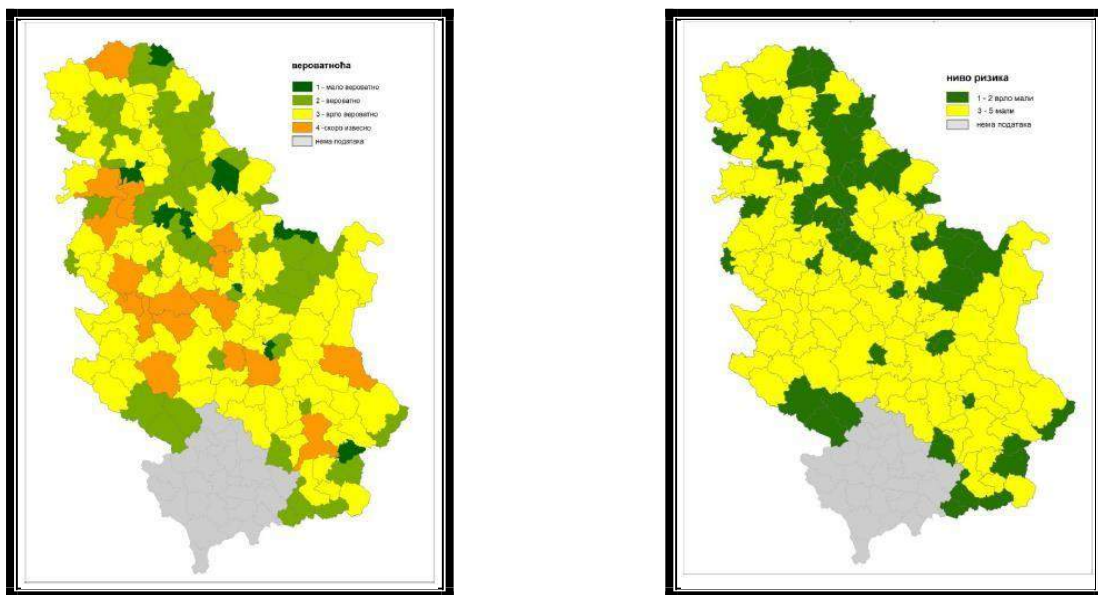 вероватноћа
1 - мало вероватно
2 - вероватно
3 - врло вероватно
4 -скоро извесно
нема података
ниво ризика
1 - 2 врло мали
3 - 5 мали
нема података